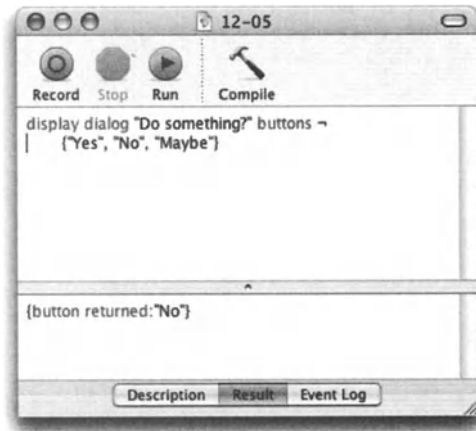 12-05
Record Stop Run Compile
display dialog "Do something?" buttons ¬
{"Yes", "No", "Maybe"}
{button returned:"No"}
Description Result Event Log